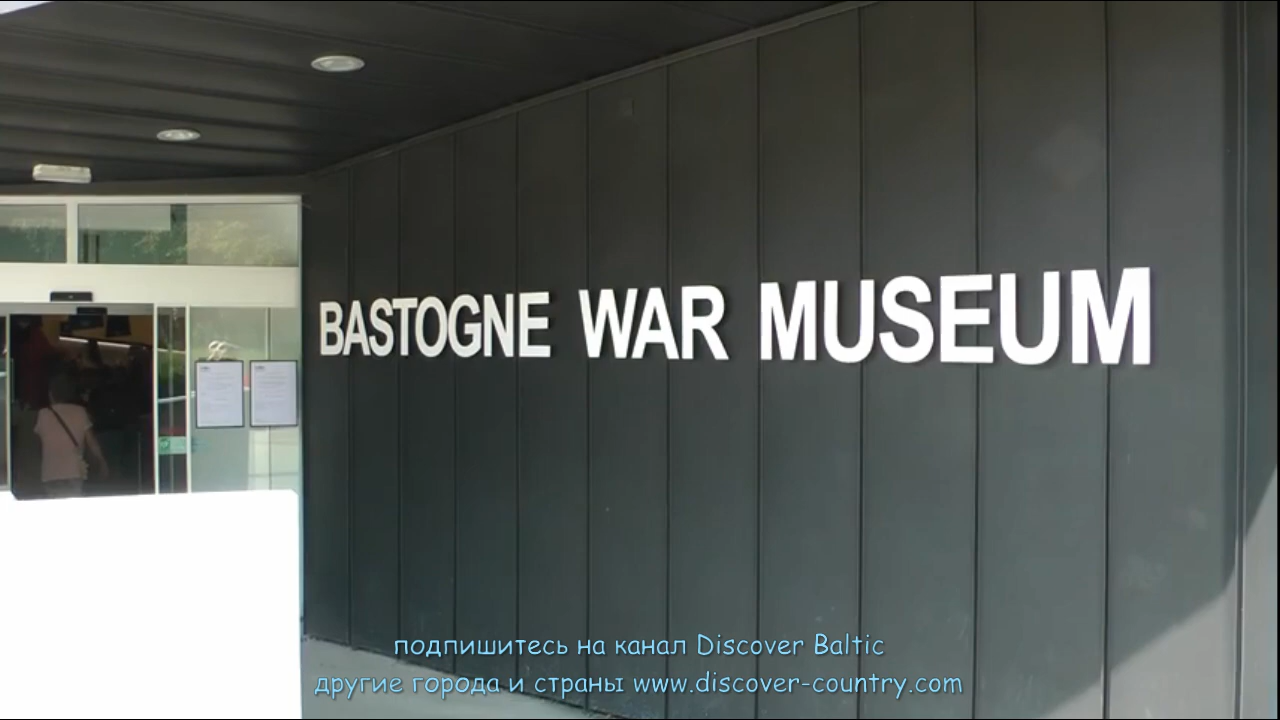 BASTOGNE WAR MUSEUM
подпишитесь на канал Discover Baltic
другие города и страны www.discover-country.com